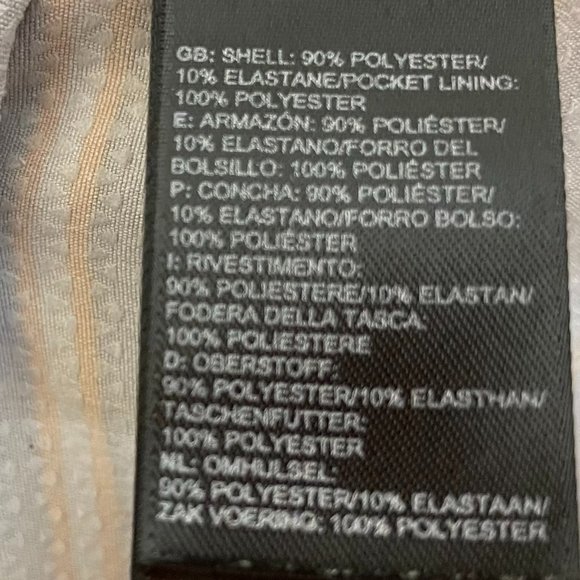 GB: SHELL: 90% POLYESTER/
10% ELASTANE/POCKET LINING:
100% POLYESTER
E: ARMAZÓN: 90% POLIÉSTER/
10% ELASTANO/FORRO DEL
BOLSILLO: 100% POLIÉSTER
P: CONCHA: 90% POLIÉSTER/
10% ELASTANO/FORRO BOLSO:
100% POLIÉSTER
I: RIVESTIMENTO:
90% POLIESTERE/10% ELASTAN/
FODERA DELLA TASCA
100% POLIESTERE
D: OBERSTOFF:
90% POLYESTER/10% ELASTHAN/
TASCHENFUTTER:
100% POLYESTER
NL: OMHULSEL:
90% POLYESTER/10% ELASTAAN/
ZAK VOERING: 100% POLYESTER